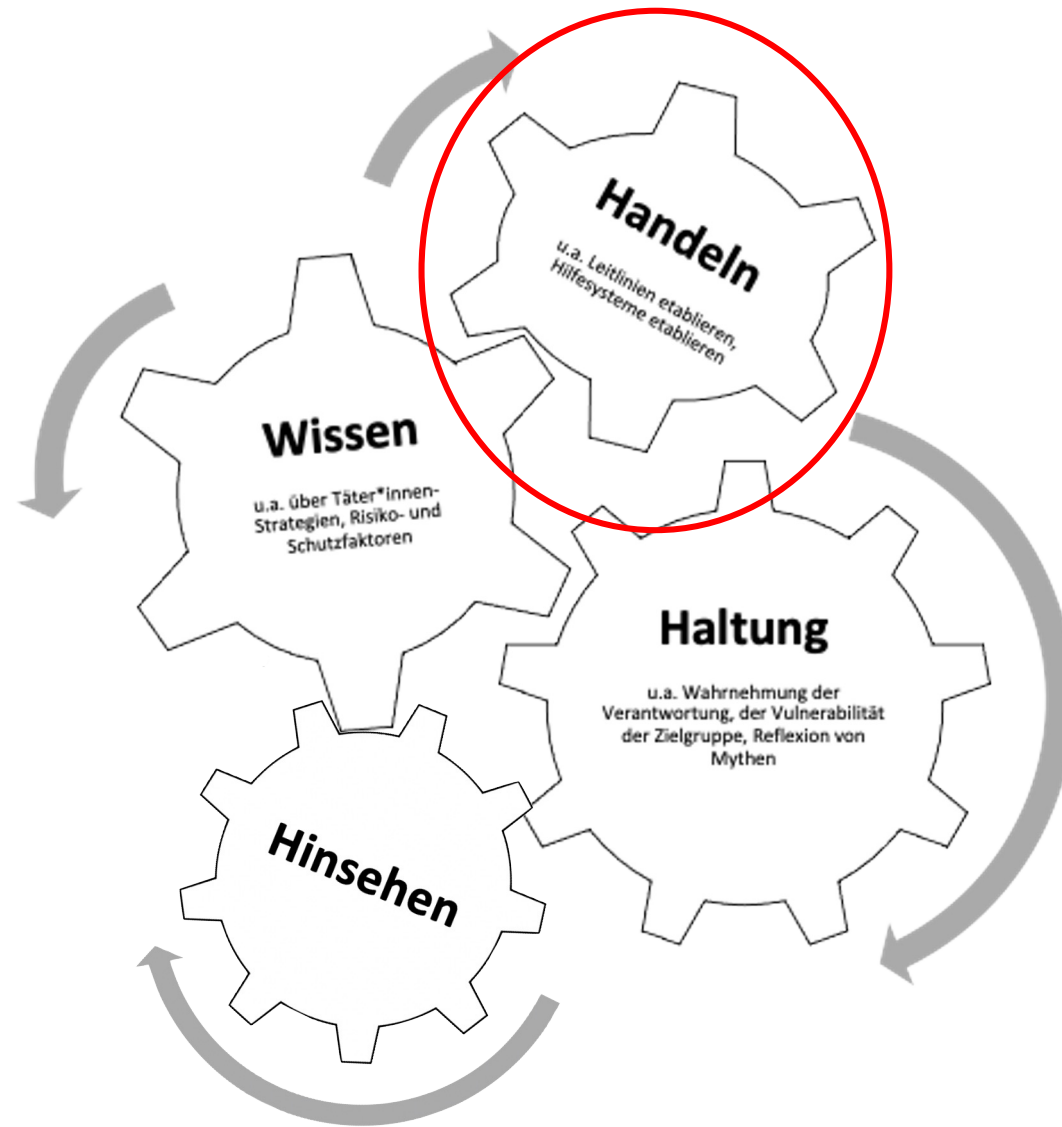 Handeln
u.a. Leitlinien etablieren,
Hilfesysteme etablieren
Wissen
u.a. über Täter*innen-
Strategien, Risiko- und
Schutzfaktoren
Haltung
u.a. Wahrnehmung der
Verantwortung, der Vulnerabilität
der Zielgruppe, Reflexion von
Mythen
Hinsehen